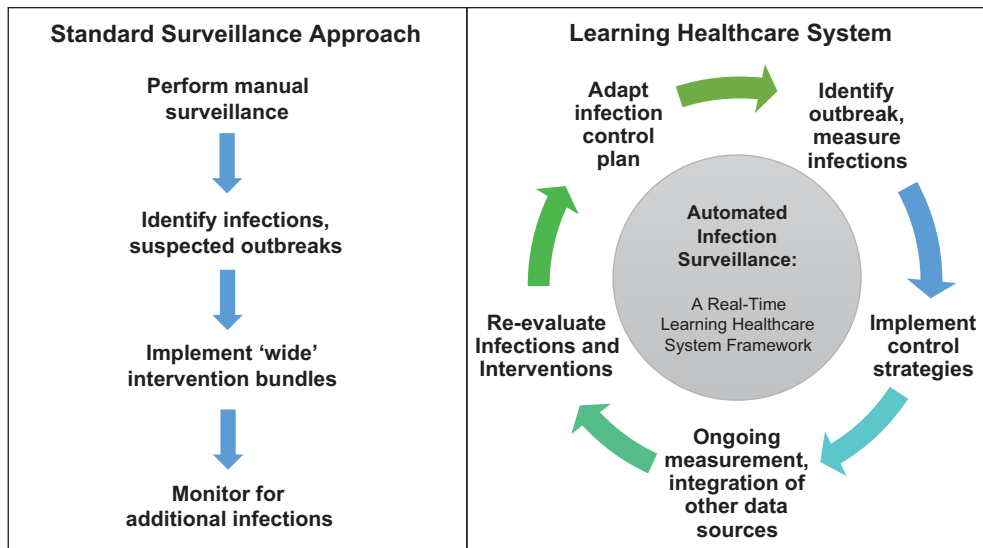 Standard Surveillance Approach
Perform manual
surveillance
Identify infections,
suspected outbreaks
Implement ‘wide’
intervention bundles
Monitor for
additional infections
Learning Healthcare System
Adapt
infection
control
plan
Identify
outbreak,
measure
infections
Implement
control
strategies
Ongoing
measurement,
integration of
other data
sources
Re-evaluate
Infections and
Interventions
Automated
Infection
Surveillance:
A Real-Time
Learning Healthcare
System Framework